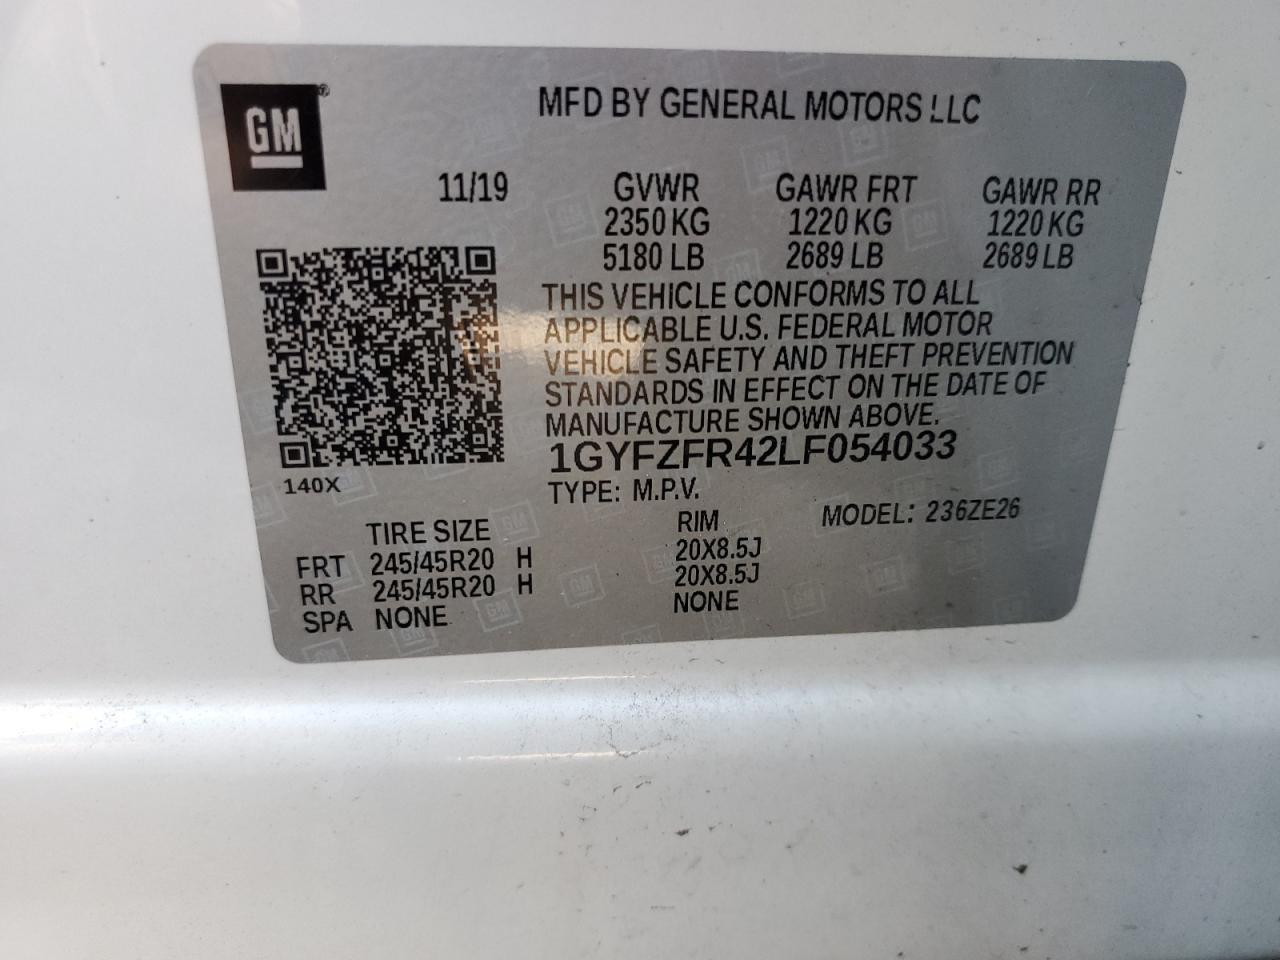 GM®
MFD BY GENERAL MOTORS LLC
11/19
GVWR GAWR FRT GAWR RR
2350 KG 1220 KG 1220 KG
5180 LB 2689 LB 2689 LB
THIS VEHICLE CONFORMS TO ALL
APPLICABLE U.S. FEDERAL MOTOR
VEHICLE SAFETY AND THEFT PREVENTION
STANDARDS IN EFFECT ON THE DATE OF
MANUFACTURE SHOWN ABOVE.
1GYFZFR42LF054033
140X
TYPE: M.P.V. MODEL: 236ZE26
TIRE SIZE RIM
FRT 245/45R20 H 20X8.5J
RR 245/45R20 H 20X8.5J
SPA NONE NONE